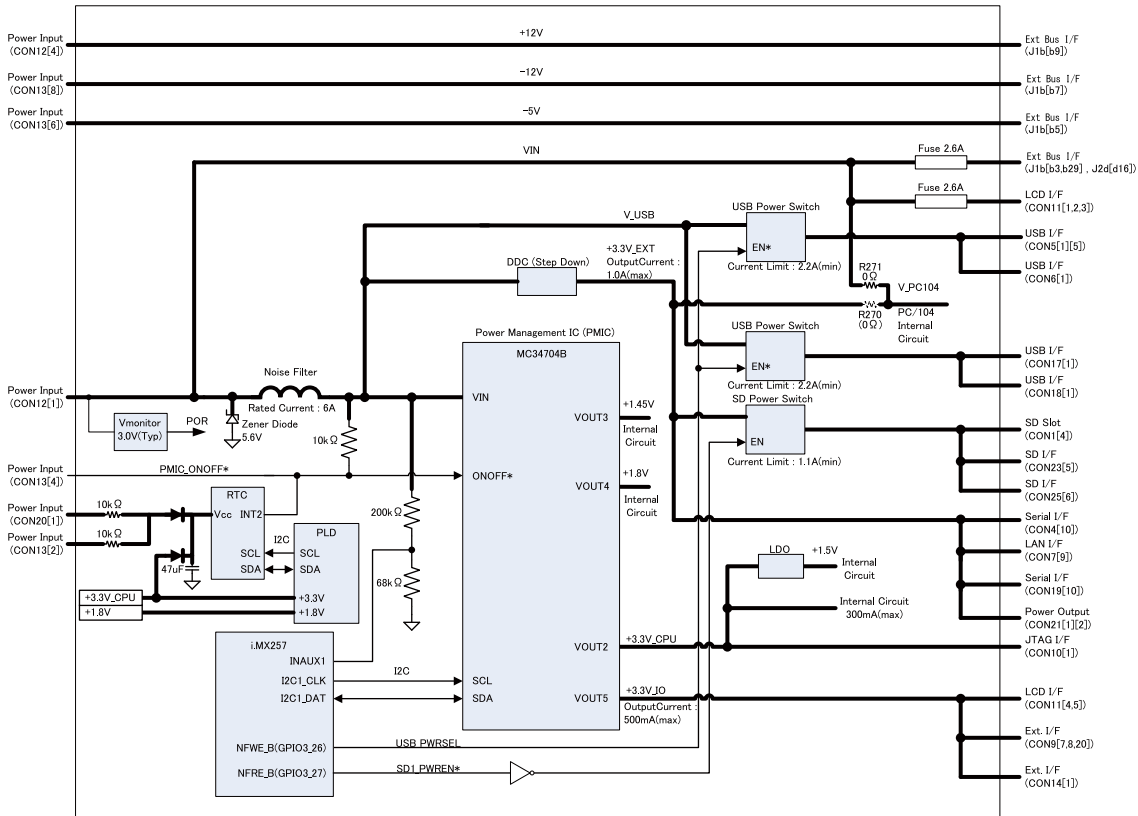 Power Input
(CON12[4])
+12V
Ext Bus I/F
(J1b[b9])
Power Input
(CON13[8])
-12V
Ext Bus I/F
(J1b[b7])
Power Input
(CON13[6])
-5V
Ext Bus I/F
(J1b[b5])
VIN
Fuse 2.6A
Ext Bus I/F
(J1b[b3,b29] , J2d[d16])
Fuse 2.6A
LCD I/F
(CON11[1,2,3])
V_USB
USB Power Switch
EN*
Current Limit : 2.2A(min)
USB I/F
(CON5[1][5])
USB I/F
(CON6[1])
DDC (Step Down)
+3.3V_EXT
OutputCurrent :
1.0A(max)
R271
0Ω
V_PC104
R270
(0Ω)
PC/104
Internal
Circuit
Power Management IC (PMIC)
MC34704B
USB Power Switch
EN*
Current Limit : 2.2A(min)
USB I/F
(CON17[1])
USB I/F
(CON18[1])
Power Input
(CON12[1])
Noise Filter
Rated Current : 6A
Zener Diode
5.6V
Vmonitor
3.0V(Typ)
POR
10kΩ
VIN
VOUT3
+1.45V
Internal
Circuit
SD Power Switch
EN
Current Limit : 1.1A(min)
SD Slot
(CON1[4])
SD I/F
(CON23[5])
SD I/F
(CON25[6])
Power Input
(CON13[4])
PMIC_ONOFF*
ONOFF*
VOUT4
+1.8V
Internal
Circuit
Power Input
(CON20[1])
10kΩ
Power Input
(CON13[2])
10kΩ
47uF
RTC
Vcc
INT2
SCL
SDA
I2C
PLD
SCL
SDA
+3.3V
+1.8V
+3.3V_CPU
+1.8V
200kΩ
68kΩ
Serial I/F
(CON4[10])
LAN I/F
(CON7[9])
Serial I/F
(CON19[10])
Power Output
(CON21[1][2])
LDO
+1.5V
Internal
Circuit
Internal Circuit
300mA(max)
VOUT2
+3.3V_CPU
JTAG I/F
(CON10[1])
i.MX257
INAUX1
I2C1_CLK
I2C1_DAT
I2C
SCL
SDA
NFWE_B(GPIO3_26)
USB_PWRSEL
NFRE_B(GPIO3_27)
SD1_PWREN*
VOUT5
+3.3V_IO
OutputCurrent :
500mA(max)
LCD I/F
(CON11[4,5])
Ext. I/F
(CON9[7,8,20])
Ext. I/F
(CON14[1])